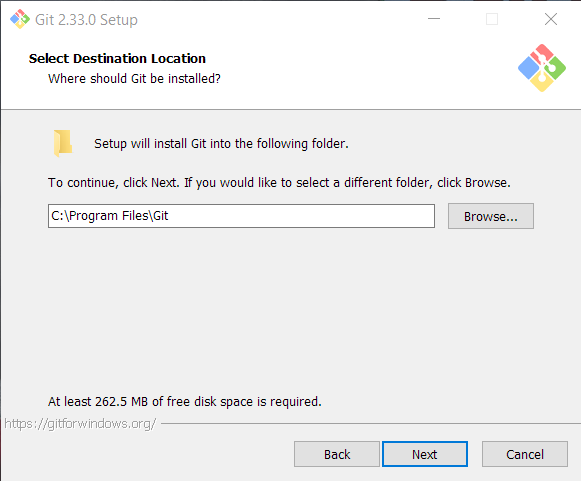 Git 2.33.0 Setup
Select Destination Location
Where should Git be installed?
Setup will install Git into the following folder.
To continue, click Next. If you would like to select a different folder, click Browse.
C:\Program Files\Git
Browse...
At least 262.5 MB of free disk space is required.
https://gitforwindows.org/
Back
Next
Cancel